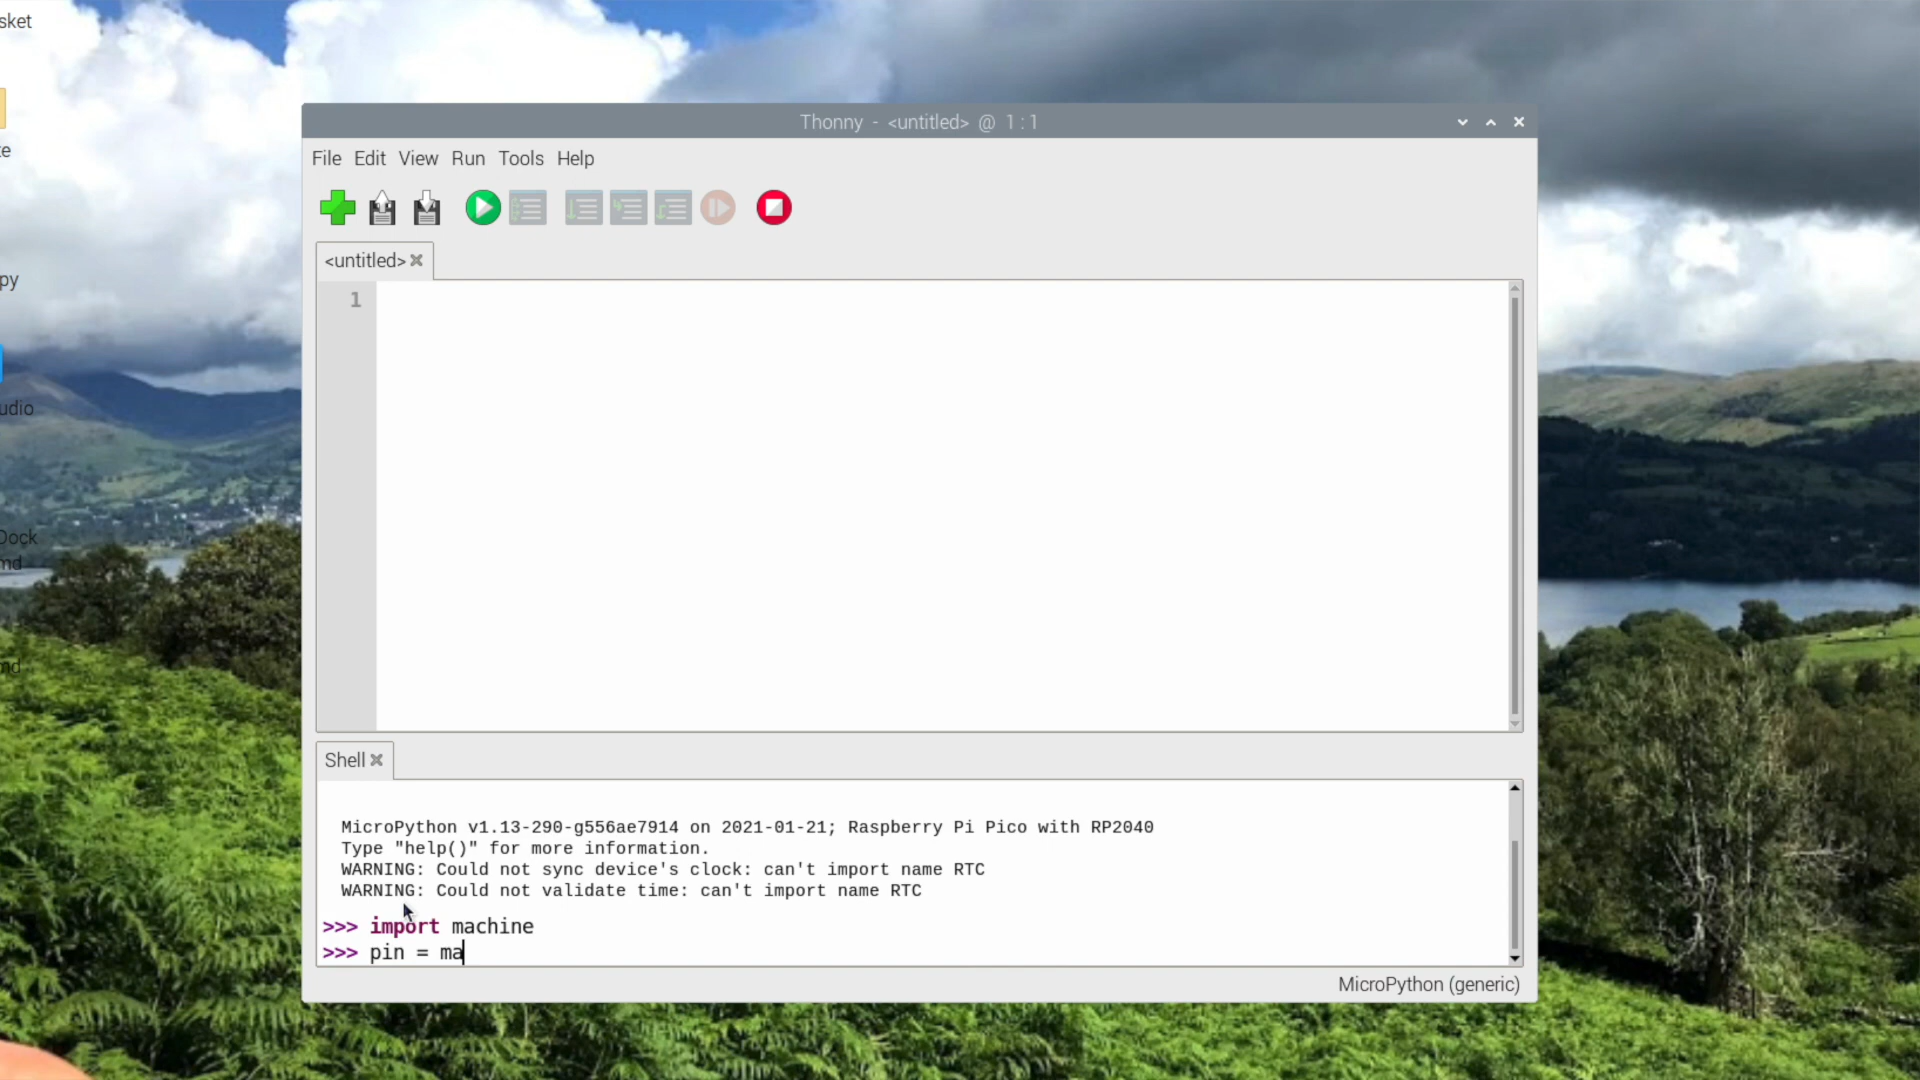 sket
te
py
udio
Dock
md
md
Thonny - <untitled> @ 1 : 1
File Edit View Run Tools Help
<untitled>
1
Shell
MicroPython v1.13-290-g556ae7914 on 2021-01-21; Raspberry Pi Pico with RP2040
Type "help()" for more information.
WARNING: Could not sync device's clock: can't import name RTC
WARNING: Could not validate time: can't import name RTC
>>> import machine
>>> pin = ma
MicroPython (generic)